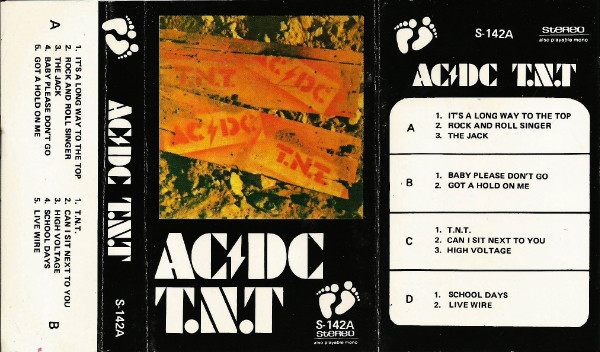 A
1. IT'S A LONG WAY TO THE TOP
2. ROCK AND ROLL SINGER
3. THE JACK
4. BABY PLEASE DON'T GO
5. GOT A HOLD ON ME
1. T.N.T.
2. CAN I SIT NEXT TO YOU
3. HIGH VOLTAGE
4. SCHOOL DAYS
5. LIVE WIRE
B
AC/DC T.N.T
S-142A
T.N.T.
AC/DC
AC/DC
T.N.T.
AC/DC
T.N.T
S-142A
STEREO
also playable mono
S-142A
STEREO
also playable mono
AC/DC T.N.T
A
1. IT'S A LONG WAY TO THE TOP
2. ROCK AND ROLL SINGER
3. THE JACK
B
1. BABY PLEASE DON'T GO
2. GOT A HOLD ON ME
C
1. T.N.T.
2. CAN I SIT NEXT TO YOU
3. HIGH VOLTAGE
D
1. SCHOOL DAYS
2. LIVE WIRE